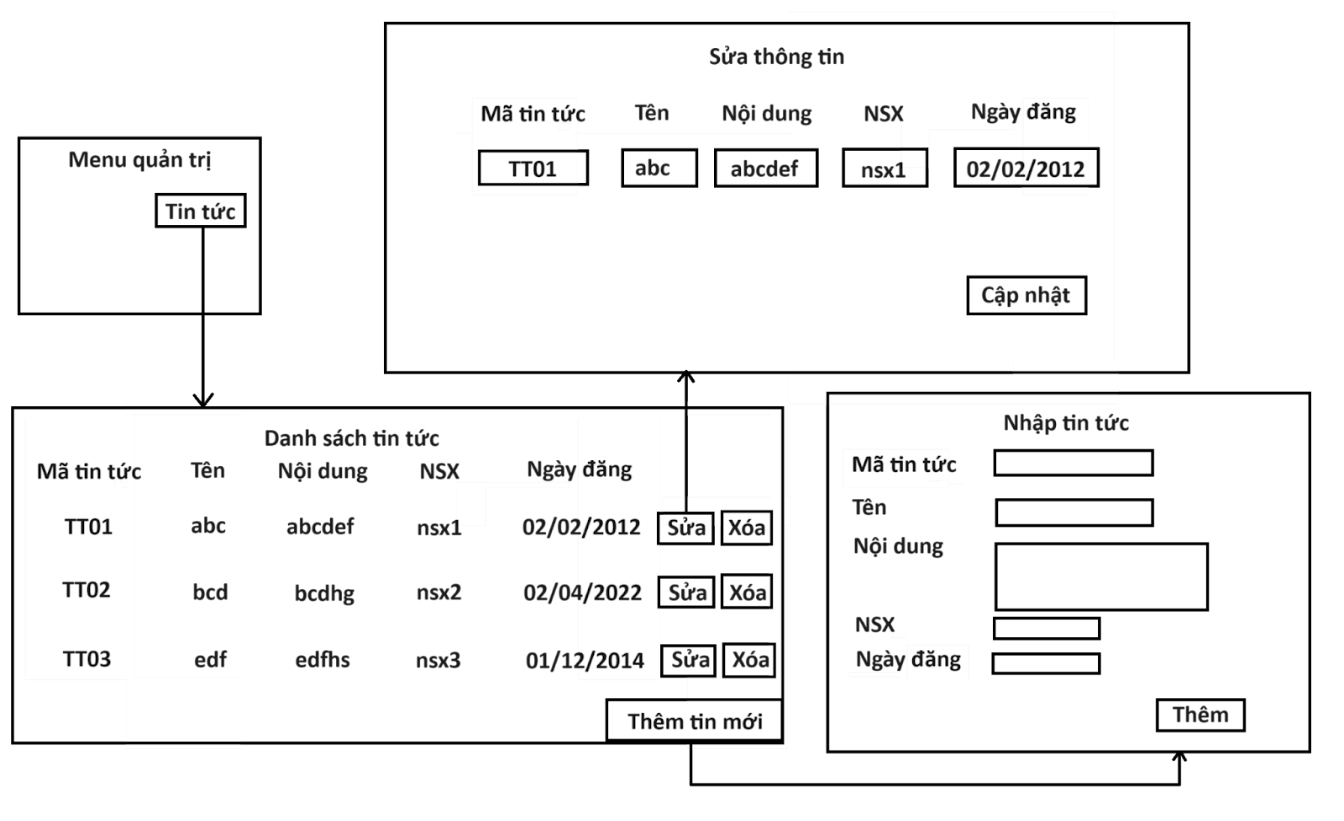 Sửa thông tin
Mã tin tức Tên Nội dung NSX Ngày đăng
TT01 abc abcdef nsx1 02/02/2012
Cập nhật
Menu quản trị
Tin tức
Danh sách tin tức
Mã tin tức Tên Nội dung NSX Ngày đăng
TT01 abc abcdef nsx1 02/02/2012 Sửa Xóa
TT02 bcd bcdhg nsx2 02/04/2022 Sửa Xóa
TT03 edf edfhs nsx3 01/12/2014 Sửa Xóa
Thêm tin mới
Nhập tin tức
Mã tin tức
Tên
Nội dung
NSX
Ngày đăng
Thêm